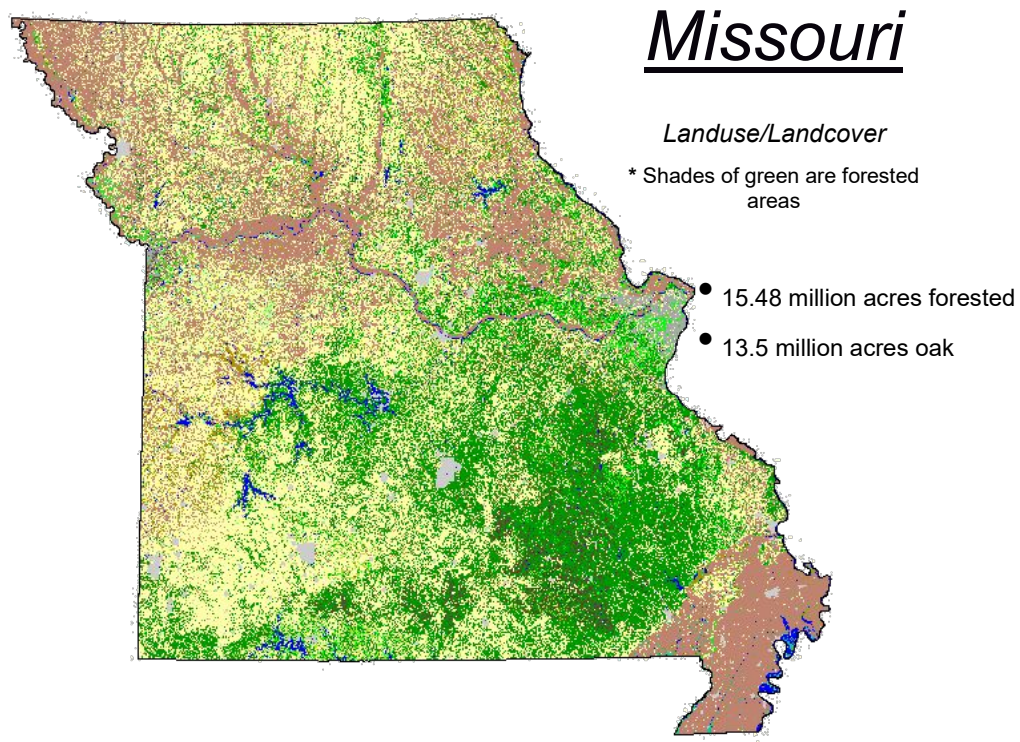 Missouri
Landuse/Landcover
* Shades of green are forested
areas
• 15.48 million acres forested
• 13.5 million acres oak